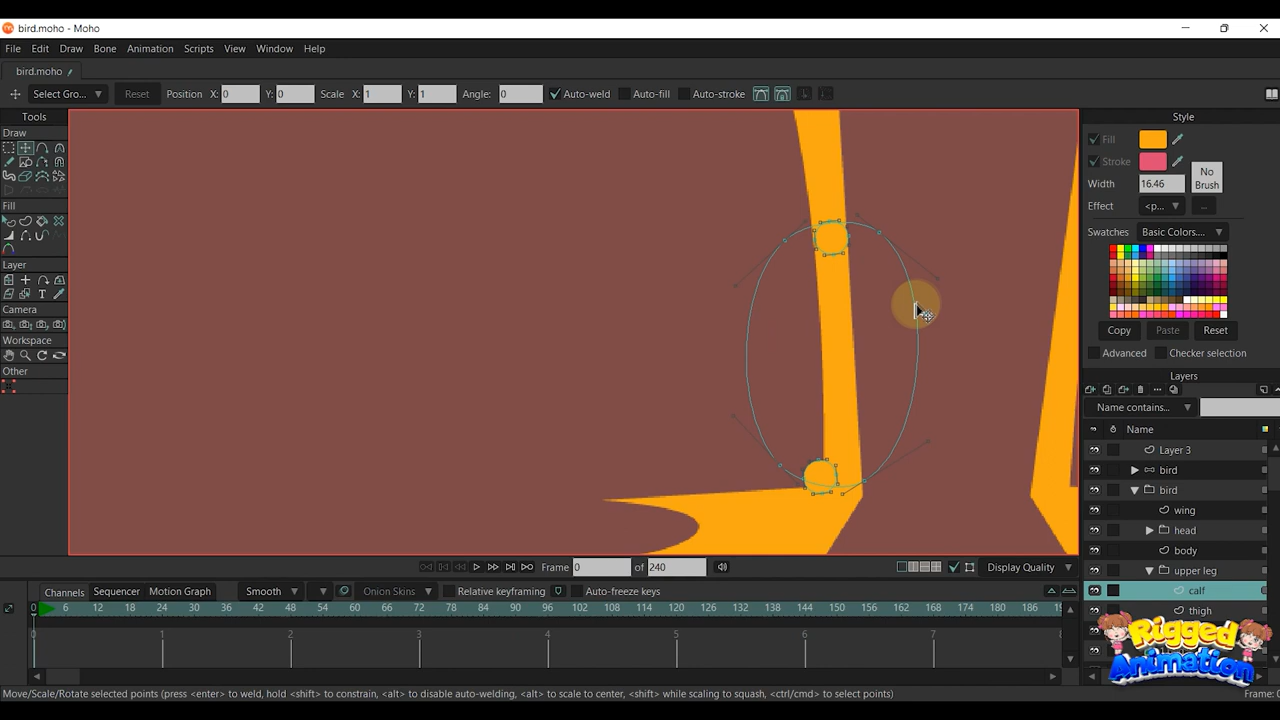 bird.moho - Moho
File Edit Draw Bone Animation Scripts View Window Help
bird.moho
Select Gro... Reset Position X: 0 Y: 0 Scale X: 1 Y: 1 Angle: 0 Auto-weld Auto-fill Auto-stroke
Tools
Draw
Fill
Layer
Camera
Workspace
Other
Style
Fill
Stroke
No Brush
Width 16.46
Effect <p... ...
Swatches Basic Colors....
Copy Paste Reset
Advanced Checker selection
Layers
Name contains...
Name
Layer 3
bird
bird
wing
head
body
upper leg
calf
thigh
Rigged
Animation
Frame 0 of 240 Display Quality
Channels Sequencer Motion Graph Smooth Onion Skins Relative keyframing Auto-freeze keys
0 6 12 18 24 30 36 42 48 54 60 66 72 78 84 90 96 102 108 114 120 126 132 138 144 150 156 162 168 174 180 186 19
0 1 2 3 4 5 6 7 8
Move/Scale/Rotate selected points (press <enter> to weld, hold <shift> to constrain, <alt> to disable auto-welding, <alt> to scale to center, <shift> while scaling to squash, <ctrl/cmd> to select points) Frame: 0